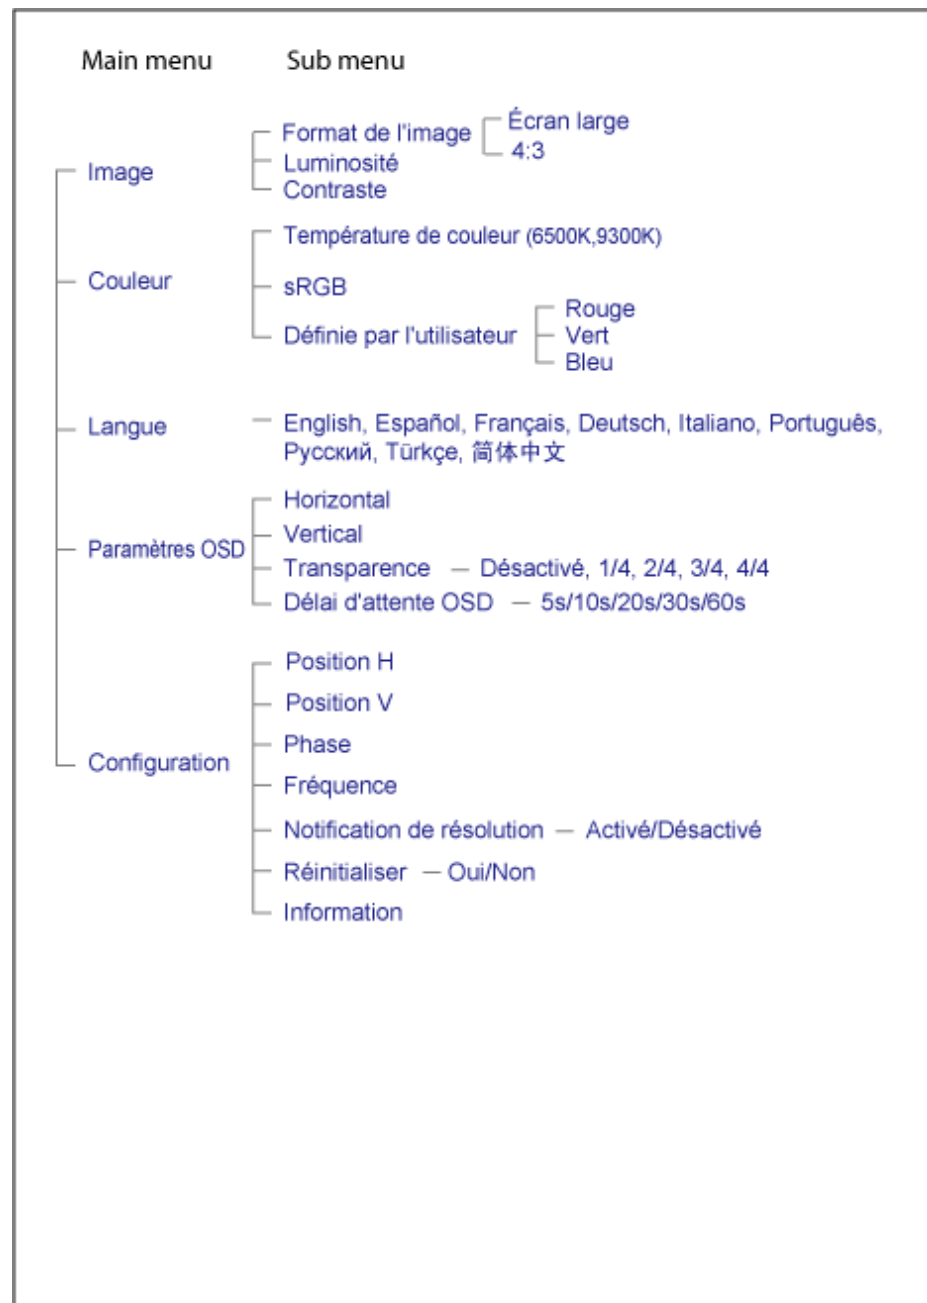 Main menu Sub menu
Écran large
Format de l'image
4:3
Image
Luminosité
Contraste
Température de couleur (6500K,9300K)
Couleur
sRGB
Rouge
Définie par l'utilisateur
Vert
Bleu
Langue
English, Español, Français, Deutsch, Italiano, Português,
Русский, Türkçe, 简体中文
Horizontal
Vertical
Paramètres OSD
Transparence — Désactivé, 1/4, 2/4, 3/4, 4/4
Délai d'attente OSD — 5s/10s/20s/30s/60s
Position H
Position V
Phase
Configuration
Fréquence
Notification de résolution — Activé/Désactivé
Réinitialiser — Oui/Non
Information